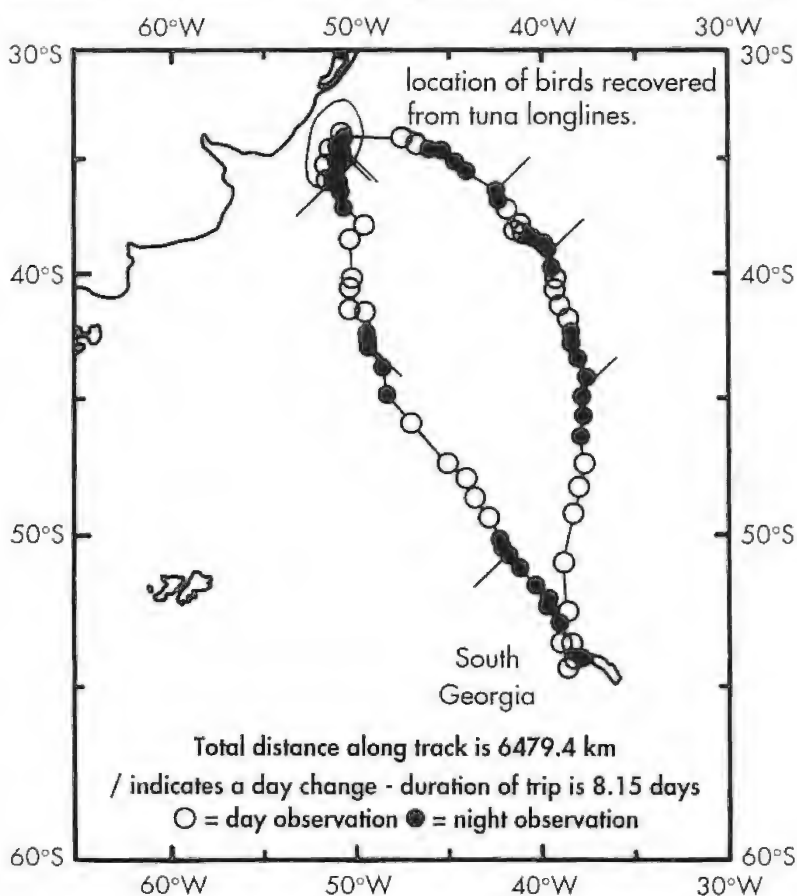 60°W 50°W 40°W 30°W
30°S 30°S
location of birds recovered
from tuna longlines.
40°S 40°S
50°S 50°S
South
Georgia
Total distance along track is 6479.4 km
/ indicates a day change - duration of trip is 8.15 days
= day observation = night observation
60°S 60°S
60°W 50°W 40°W 30°W